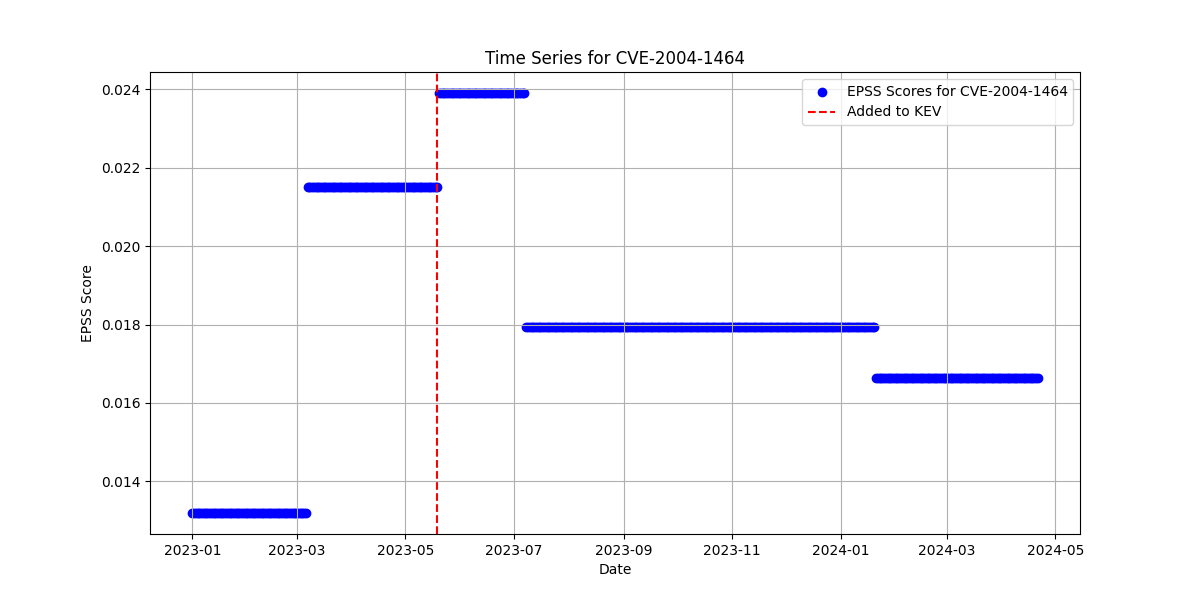 Time Series for CVE-2004-1464
EPSS Scores for CVE-2004-1464
Added to KEV
EPSS Score
0.024
0.022
0.020
0.018
0.016
0.014
2023-01 2023-03 2023-05 2023-07 2023-09 2023-11 2024-01 2024-03 2024-05
Date